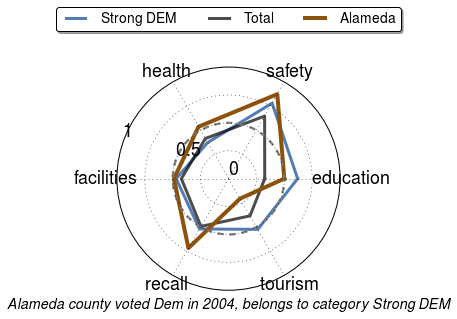 Strong DEM Total Alameda
health safety
1
0.5
0
facilities education
recall tourism
Alameda county voted Dem in 2004, belongs to category Strong DEM